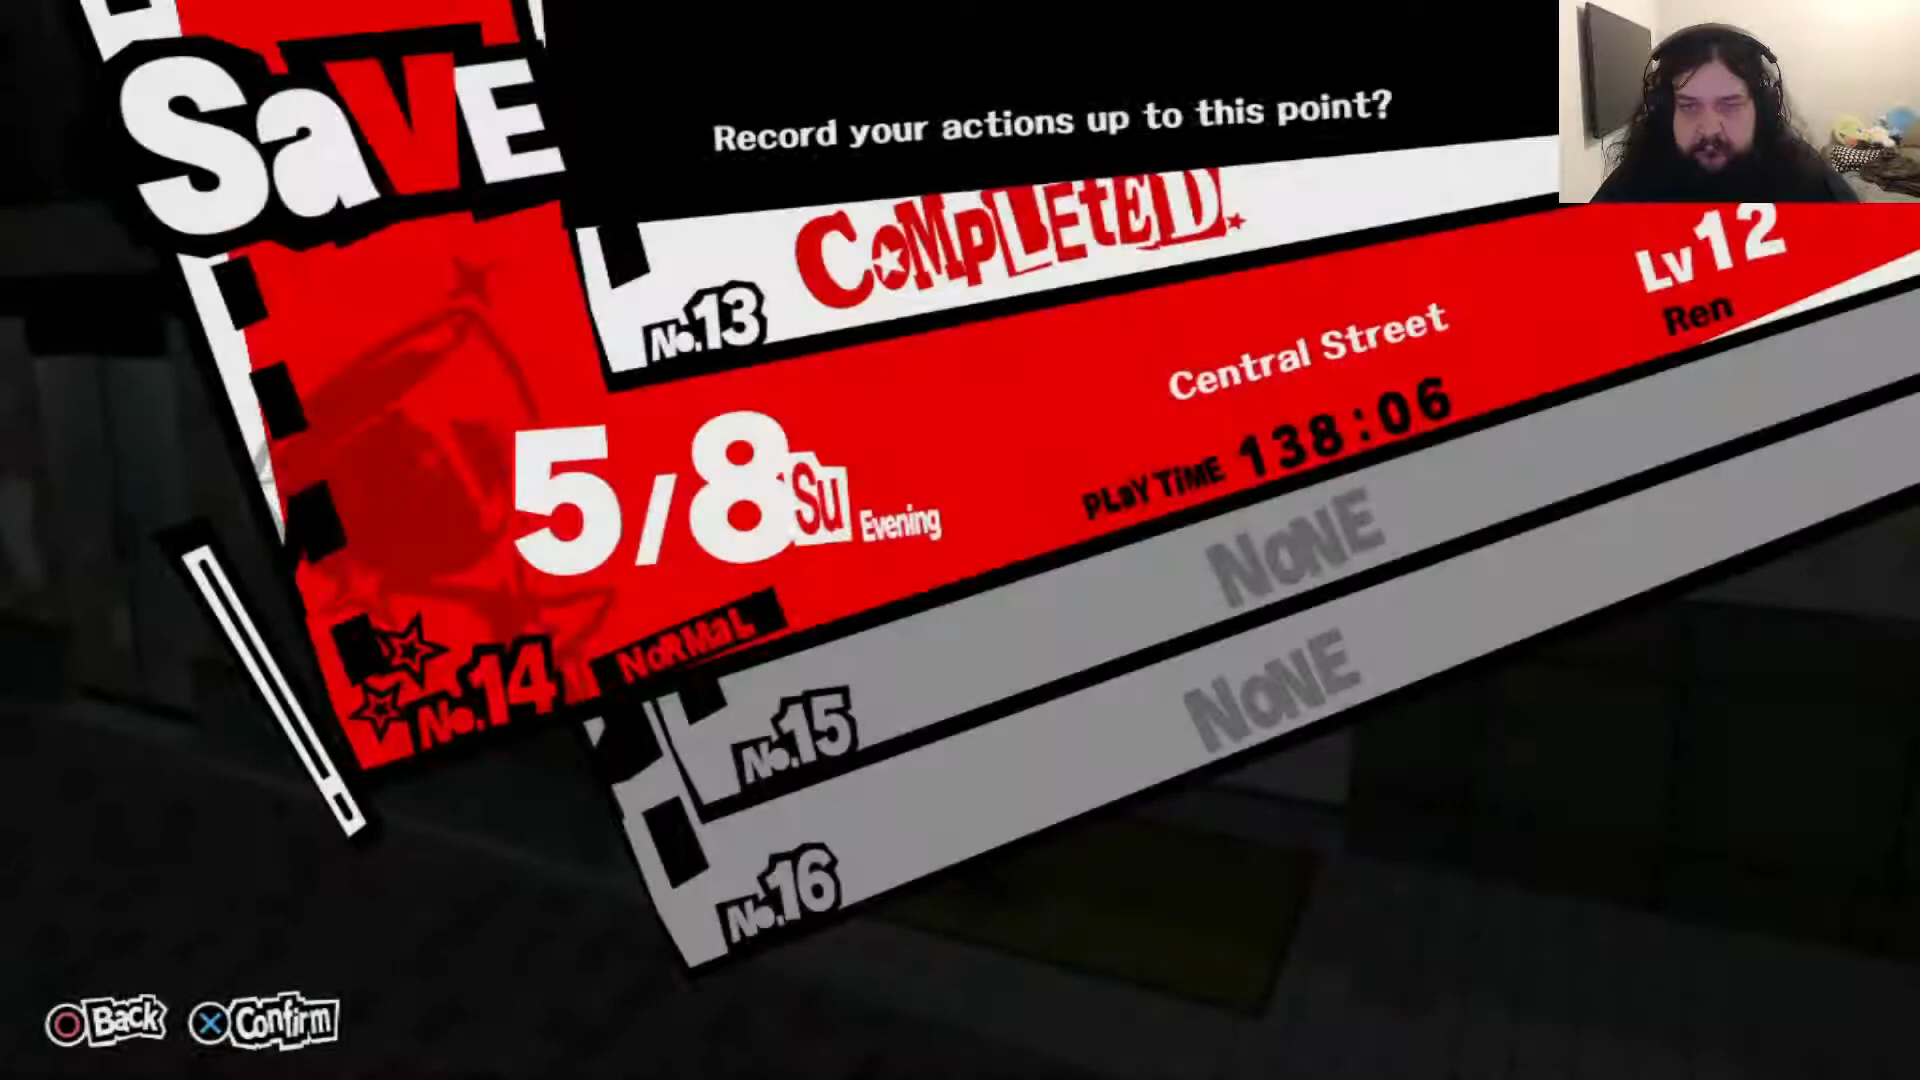 SaVE
Record your actions up to this point?
No.13 CoMpLEtED.
Lv12
Ren
Central Street
5/8 Su Evening
pLaY TiME 138:06
No.14 NoRMaL
No.15 NoNE
No.16 NoNE
Back Confirm